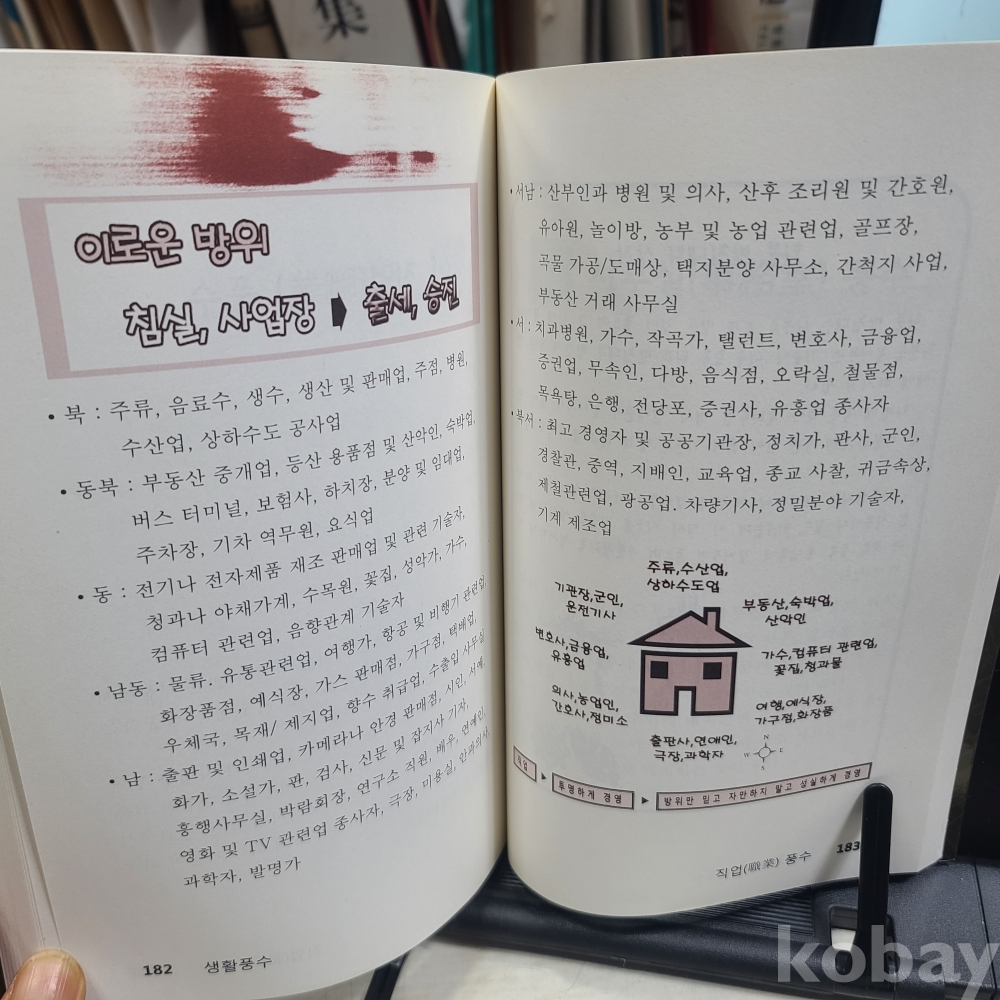 集
이로운 방위
침실, 사업장 ➡ 출세, 승진
• 북 : 주류, 음료수, 생수, 생산 및 판매업, 주점, 병원,
수산업, 상하수도 공사업
• 동북 : 부동산 중개업, 등산 용품점 및 산악인, 숙박업,
버스 터미널, 보험사, 하치장, 분양 및 임대업,
주차장, 기차 역무원, 요식업
• 동 : 전기나 전자제품 재조 판매업 및 관련 기술자,
청과나 야채가게, 수목원, 꽃집, 성악가, 가수,
컴퓨터 관련업, 음향관계 기술자
• 남동 : 물류. 유통관련업, 여행가, 항공 및 비행기 관련업,
화장품점, 예식장, 가스 판매점, 가구점, 택배업,
우체국, 목재/ 제지업, 향수 취급업, 수출입 사무실
• 남 : 출판 및 인쇄업, 카메라나 안경 판매점, 시인, 서예,
화가, 소설가, 판, 검사, 신문 및 잡지사 기자,
흥행사무실, 박람회장, 연구소 직원, 배우, 연예인,
영화 및 TV 관련업 종사자, 극장, 미용실, 안과의사,
과학자, 발명가
182 생활풍수
• 서남 : 산부인과 병원 및 의사, 산후 조리원 및 간호원,
유아원, 놀이방, 농부 및 농업 관련업, 골프장,
곡물 가공/도매상, 택지분양 사무소, 간척지 사업,
부동산 거래 사무실
• 서 : 치과병원, 가수, 작곡가, 탤런트, 변호사, 금융업,
증권업, 무속인, 다방, 음식점, 오락실, 철물점,
목욕탕, 은행, 전당포, 증권사, 유흥업 종사자
• 북서 : 최고 경영자 및 공공기관장, 정치가, 판사, 군인,
경찰관, 중역, 지배인, 교육업, 종교 사찰, 귀금속상,
제철관련업, 광공업. 차량기사, 정밀분야 기술자,
기계 제조업
주류,수산업,
상하수도업
기관장,군인,
운전기사
부동산,숙박업,
산악인
변호사,금융업,
유흥업
가수,컴퓨터 관련업,
꽃집,청과물
의사,농업인,
간호사,정미소
여행,예식장,
가구점,화장품
출판사,연애인,
극장,과학자
N
W E
S
투명하게 경영
방위만 믿고 자만하지 말고 성실하게 경영
직업(職業) 풍수 183
kobay